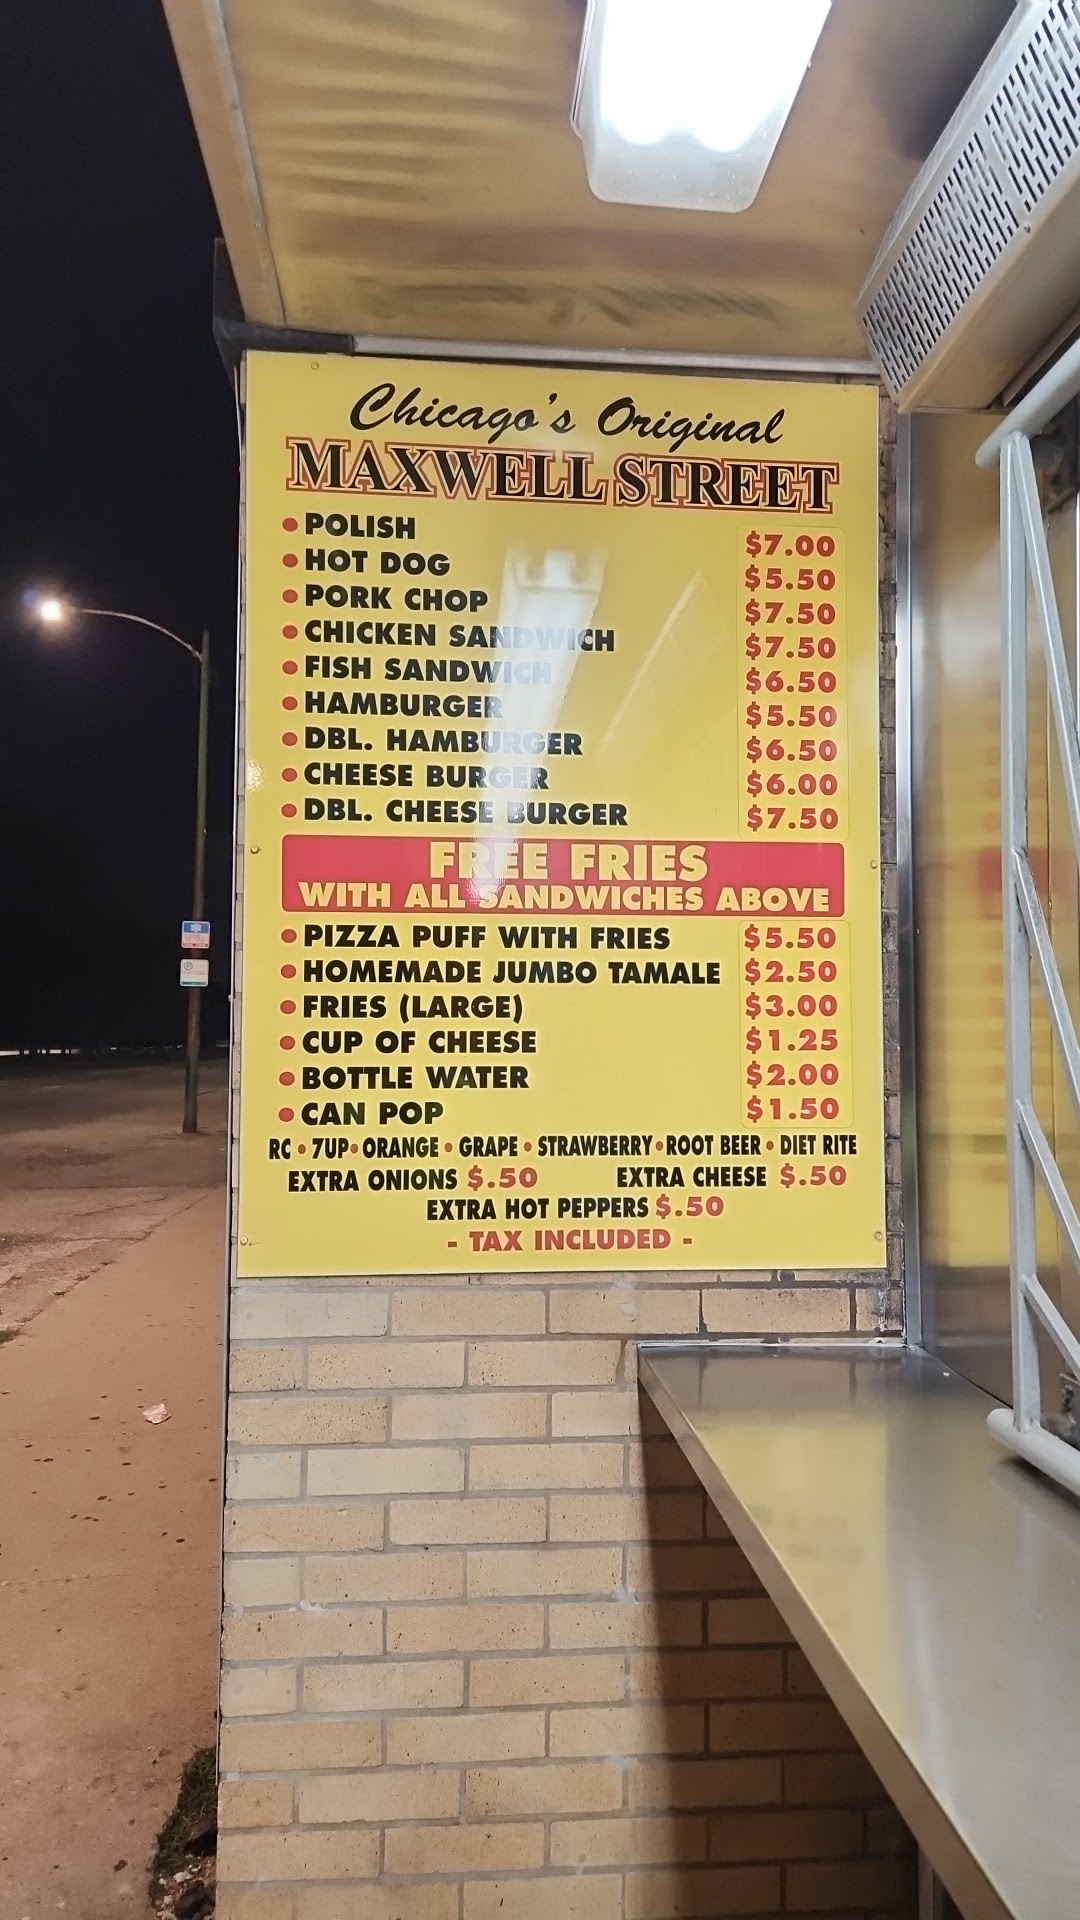 Chicago's Original
MAXWELL STREET
• POLISH $7.00
• HOT DOG $5.50
• PORK CHOP $7.50
• CHICKEN SANDWICH $7.50
• FISH SANDWICH $6.50
• HAMBURGER $5.50
• DBL. HAMBURGER $6.50
• CHEESE BURGER $6.00
• DBL. CHEESE BURGER $7.50
FREE FRIES
WITH ALL SANDWICHES ABOVE
• PIZZA PUFF WITH FRIES $5.50
• HOMEMADE JUMBO TAMALE $2.50
• FRIES (LARGE) $3.00
• CUP OF CHEESE $1.25
• BOTTLE WATER $2.00
• CAN POP $1.50
RC • 7UP • ORANGE • GRAPE • STRAWBERRY • ROOT BEER • DIET RITE
EXTRA ONIONS $.50 EXTRA CHEESE $.50
EXTRA HOT PEPPERS $.50
- TAX INCLUDED -